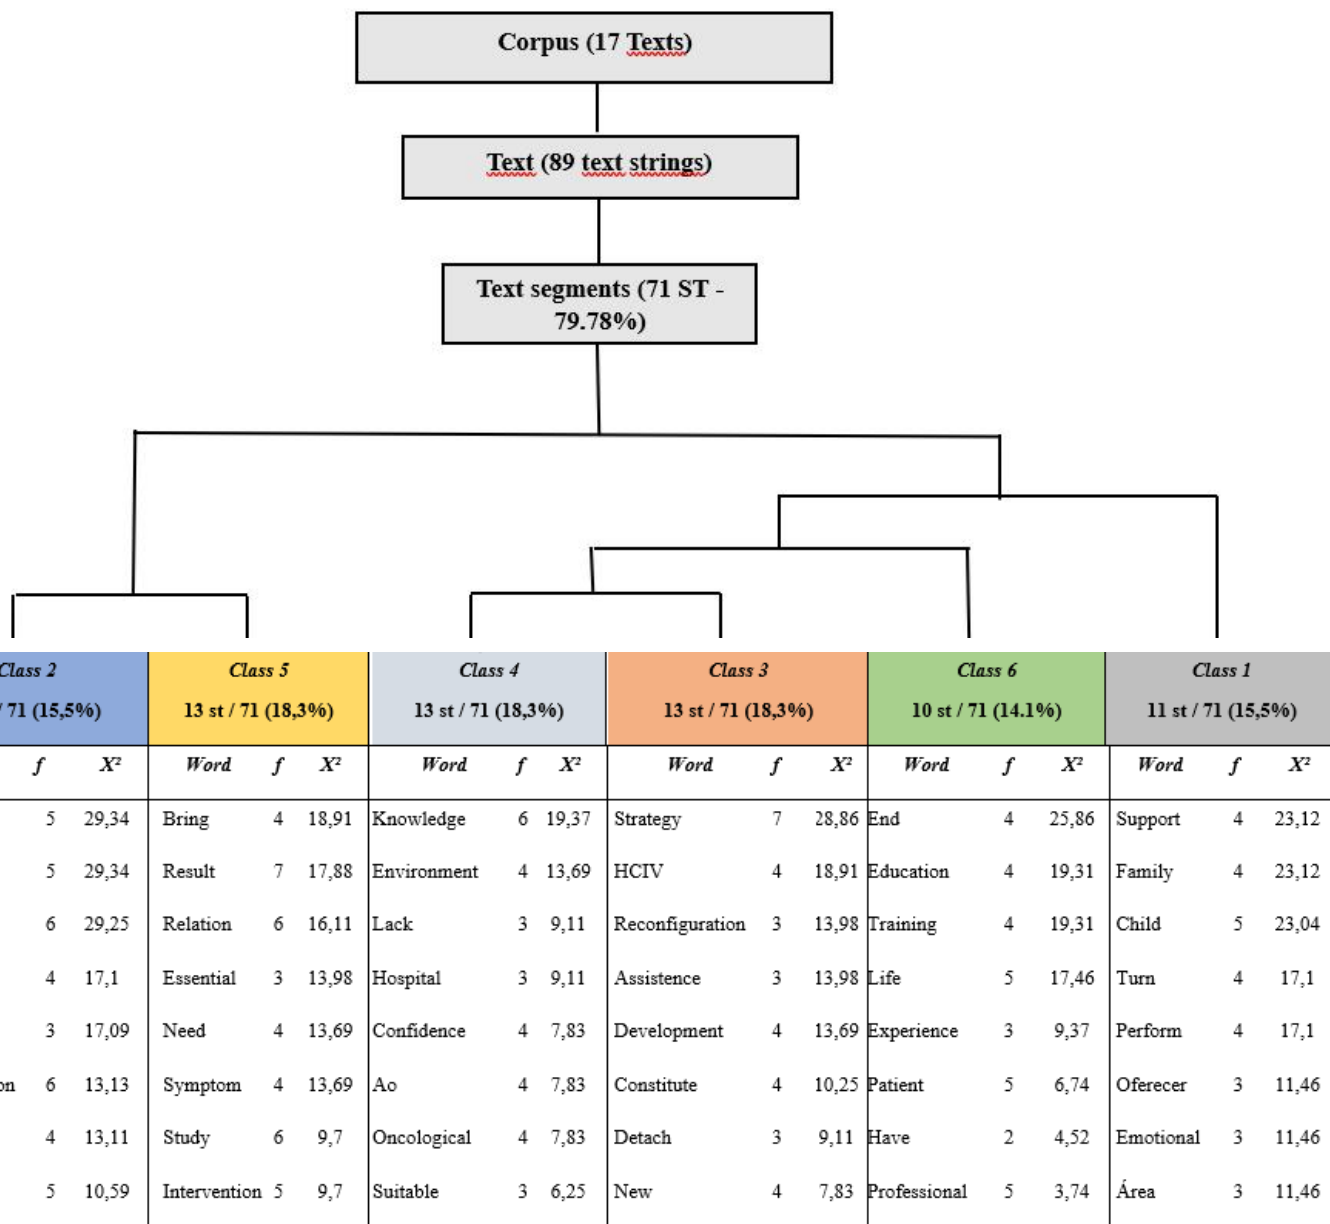 Corpus (17 Texts)
Text (89 text strings)
Text segments (71 ST -
79.78%)
Class 2 Class 5 Class 4 Class 3 Class 6 Class 1
/ 71 (15,5%) 13 st / 71 (18,3%) 13 st / 71 (18,3%) 13 st / 71 (18,3%) 10 st / 71 (14.1%) 11 st / 71 (15,5%)
f X² Word f X² Word f X² Word f X² Word f X² Word f X²
5 29,34 Bring 4 18,91 Knowledge 6 19,37 Strategy 7 28,86 End 4 25,86 Support 4 23,12
5 29,34 Result 7 17,88 Environment 4 13,69 HCIV 4 18,91 Education 4 19,31 Family 4 23,12
6 29,25 Relation 6 16,11 Lack 3 9,11 Reconfiguration 3 13,98 Training 4 19,31 Child 5 23,04
4 17,1 Essential 3 13,98 Hospital 3 9,11 Assistence 3 13,98 Life 5 17,46 Turn 4 17,1
3 17,09 Need 4 13,69 Confidence 4 7,83 Development 4 13,69 Experience 3 9,37 Perform 4 17,1
on 6 13,13 Symptom 4 13,69 Ao 4 7,83 Constitute 4 10,25 Patient 5 6,74 Oferecer 3 11,46
4 13,11 Study 6 9,7 Oncological 4 7,83 Detach 3 9,11 Have 2 4,52 Emotional 3 11,46
5 10,59 Intervention 5 9,7 Suitable 3 6,25 New 4 7,83 Professional 5 3,74 Área 3 11,46